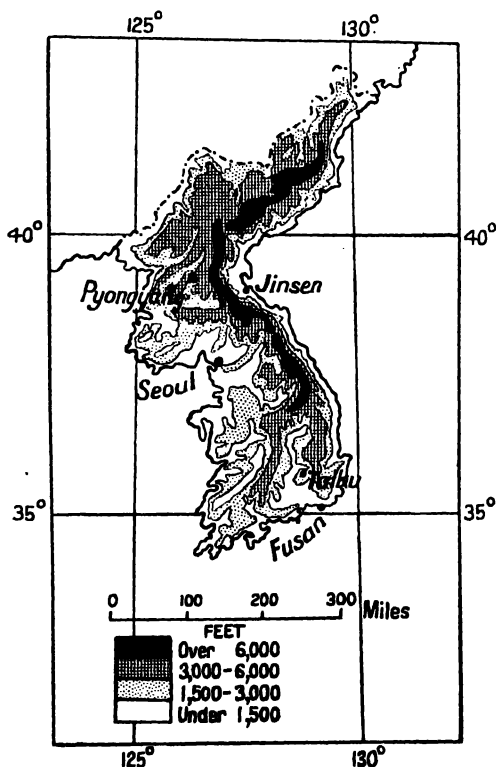 125° 130°
40° 40°
Pyongyang
Jinsen
Seoul
Taihu
35° 35°
Fusan
0 100 200 300 Miles
FEET
Over 6,000
3,000-6,000
1,500-3,000
Under 1,500
125° 130°